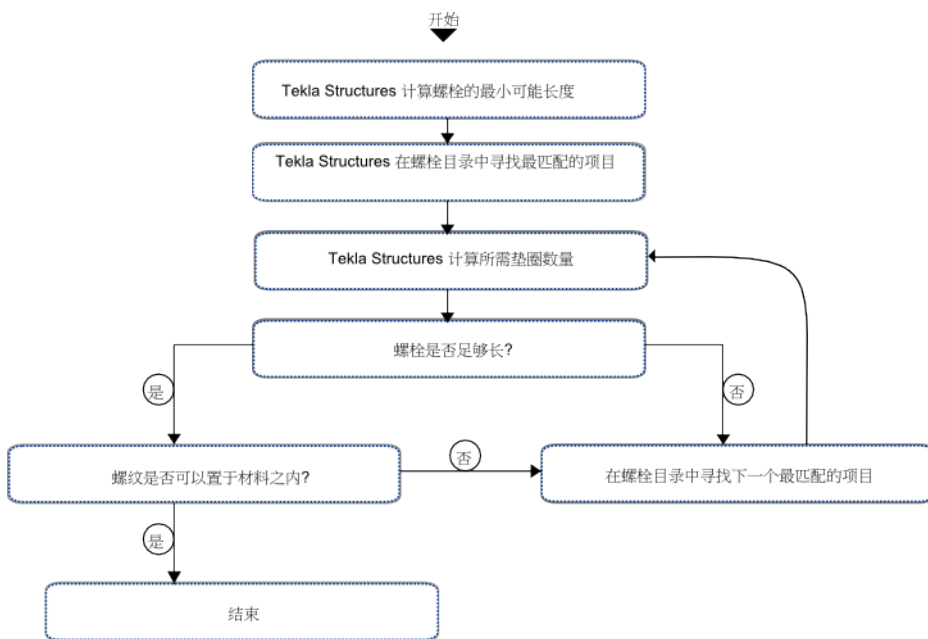 开始
Tekla Structures 计算螺栓的最小可能长度
Tekla Structures 在螺栓目录中寻找最匹配的项目
Tekla Structures 计算所需垫圈数量
螺栓是否足够长?
是
否
螺纹是否可以置于材料之内?
否
在螺栓目录中寻找下一个最匹配的项目
是
结束